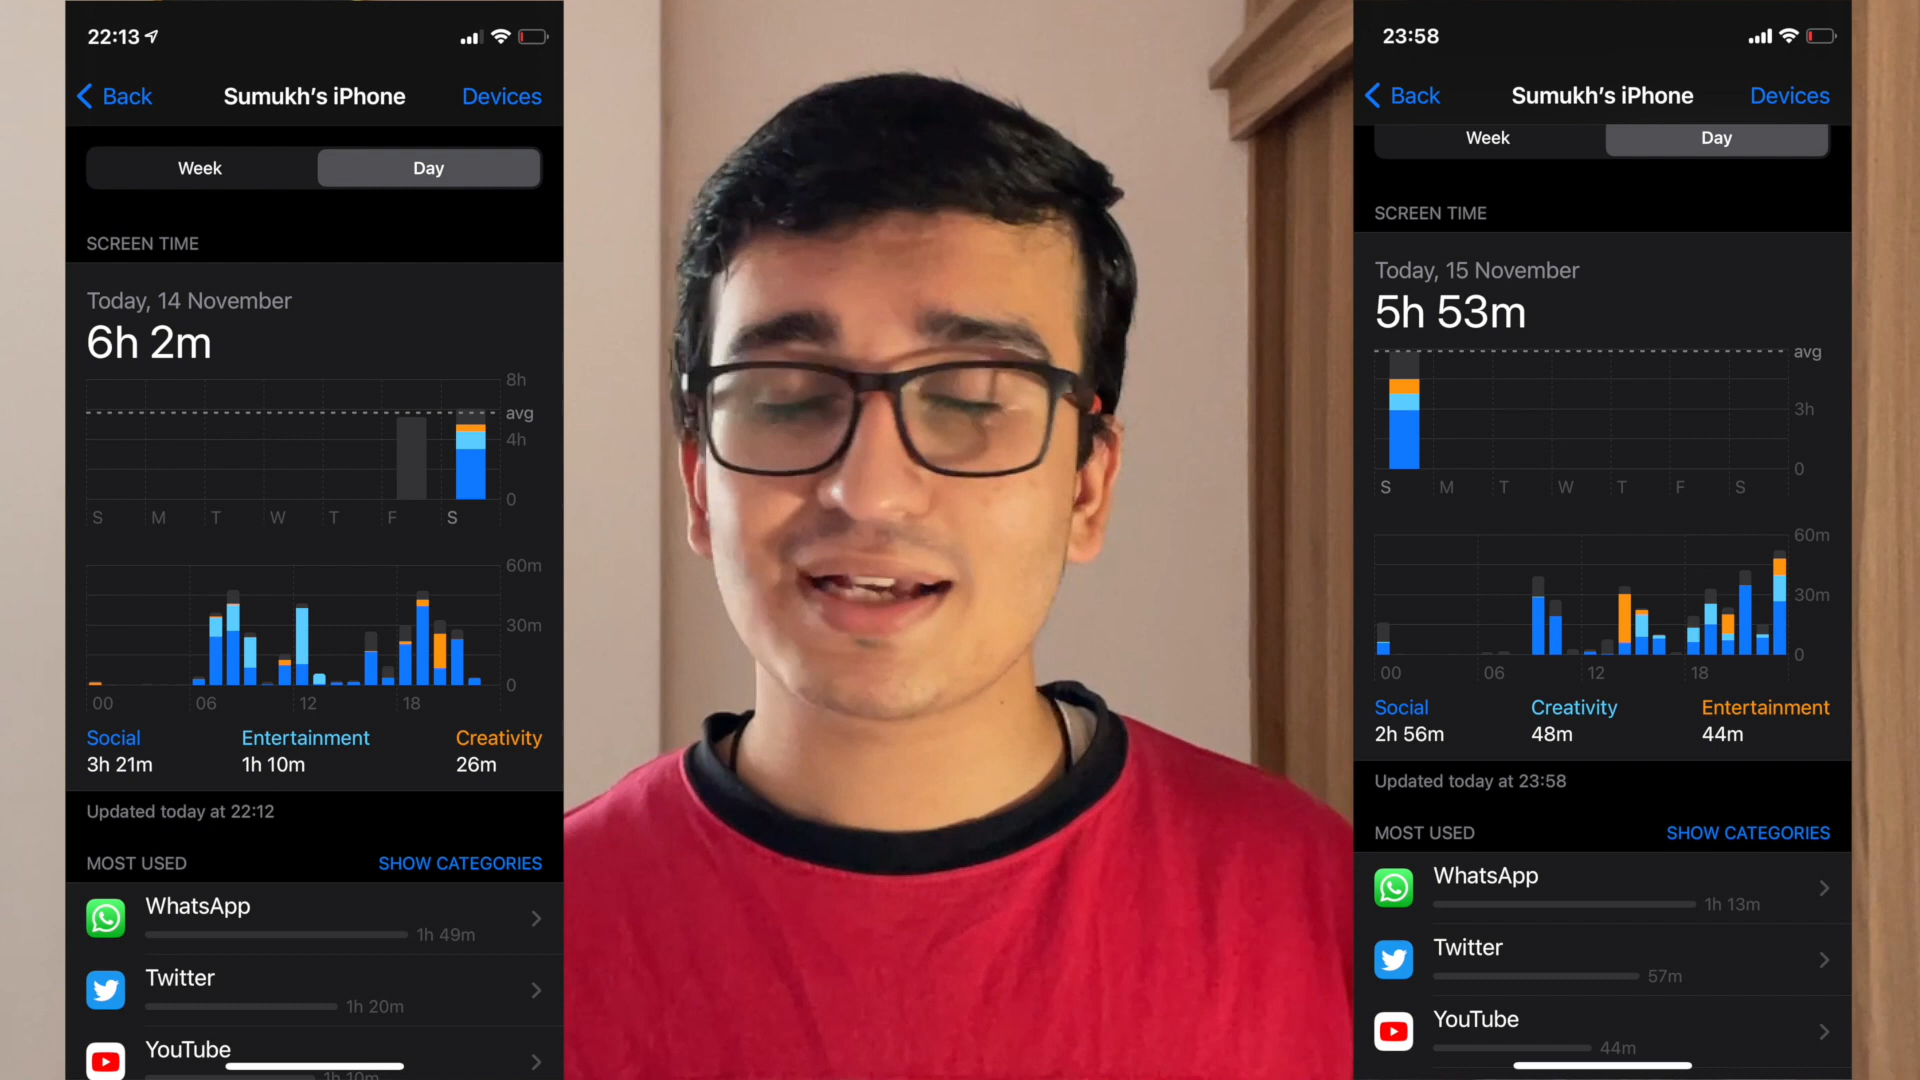 22:13
Back
Sumukh's iPhone
Devices
Week
Day
SCREEN TIME
Today, 14 November
6h 2m
8h
avg
4h
0
S M T W T F S
60m
30m
0
00 06 12 18
Social
Entertainment
Creativity
3h 21m
1h 10m
26m
Updated today at 22:12
MOST USED
SHOW CATEGORIES
WhatsApp
1h 49m
Twitter
1h 20m
YouTube
1h 10m
23:58
Back
Sumukh's iPhone
Devices
Week
Day
SCREEN TIME
Today, 15 November
5h 53m
avg
3h
0
S M T W T F S
60m
30m
0
00 06 12 18
Social
Creativity
Entertainment
2h 56m
48m
44m
Updated today at 23:58
MOST USED
SHOW CATEGORIES
WhatsApp
1h 13m
Twitter
57m
YouTube
44m